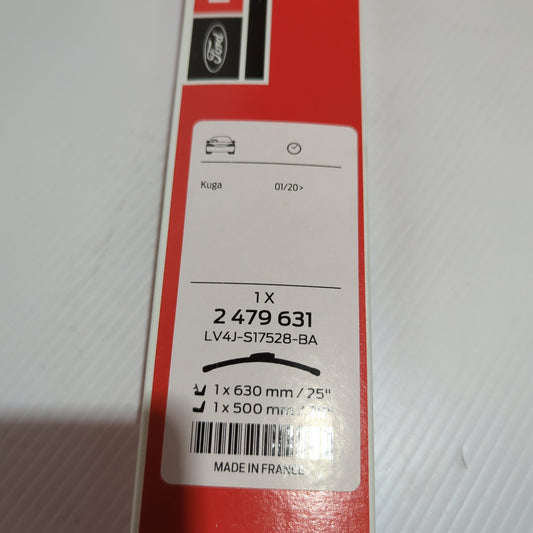 Ford
Kuga 01/20>
1 X
2 479 631
LV4J-S17528-BA
1 x 630 mm / 25"
1 x 500 mm /
MADE IN FRANCE